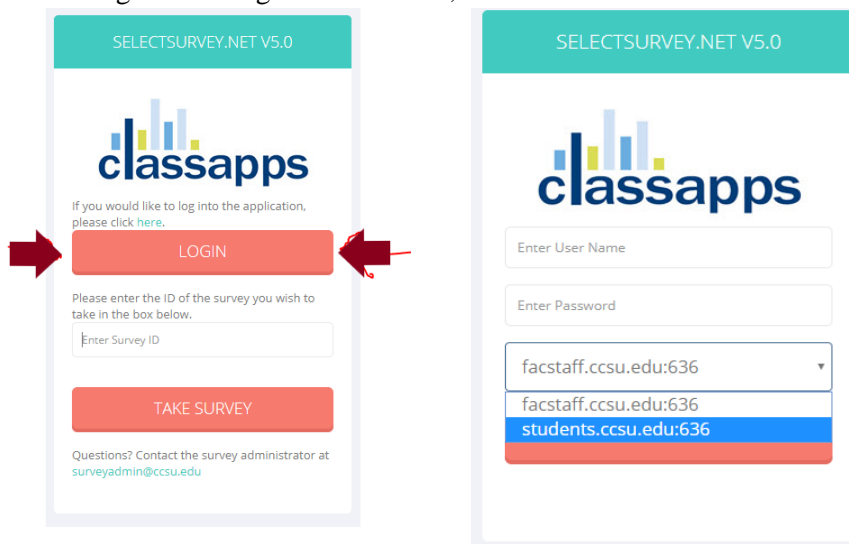 SELECTSURVEY.NET V5.0
classapps
If you would like to log into the application,
please click here.
LOGIN
Please enter the ID of the survey you wish to
take in the box below.
Enter Survey ID
TAKE SURVEY
Questions? Contact the survey administrator at
surveyadmin@ccsu.edu
SELECTSURVEY.NET V5.0
classapps
Enter User Name
Enter Password
facstaff.ccsu.edu:636
facstaff.ccsu.edu:636
students.ccsu.edu:636